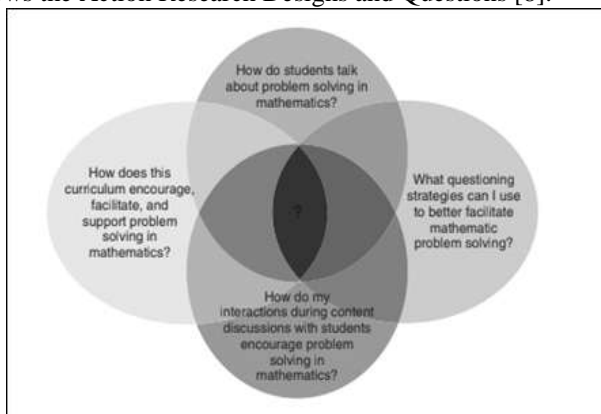 the Action Research Designs and Questions
How do students talk
about problem solving in
mathematics?
How does this
curriculum encourage,
facilitate, and
support problem
solving in
mathematics?
?
What questioning
strategies can I use
to better facilitate
mathematic
problem solving?
How do my
interactions during content
discussions with students
encourage problem
solving in
mathematics?